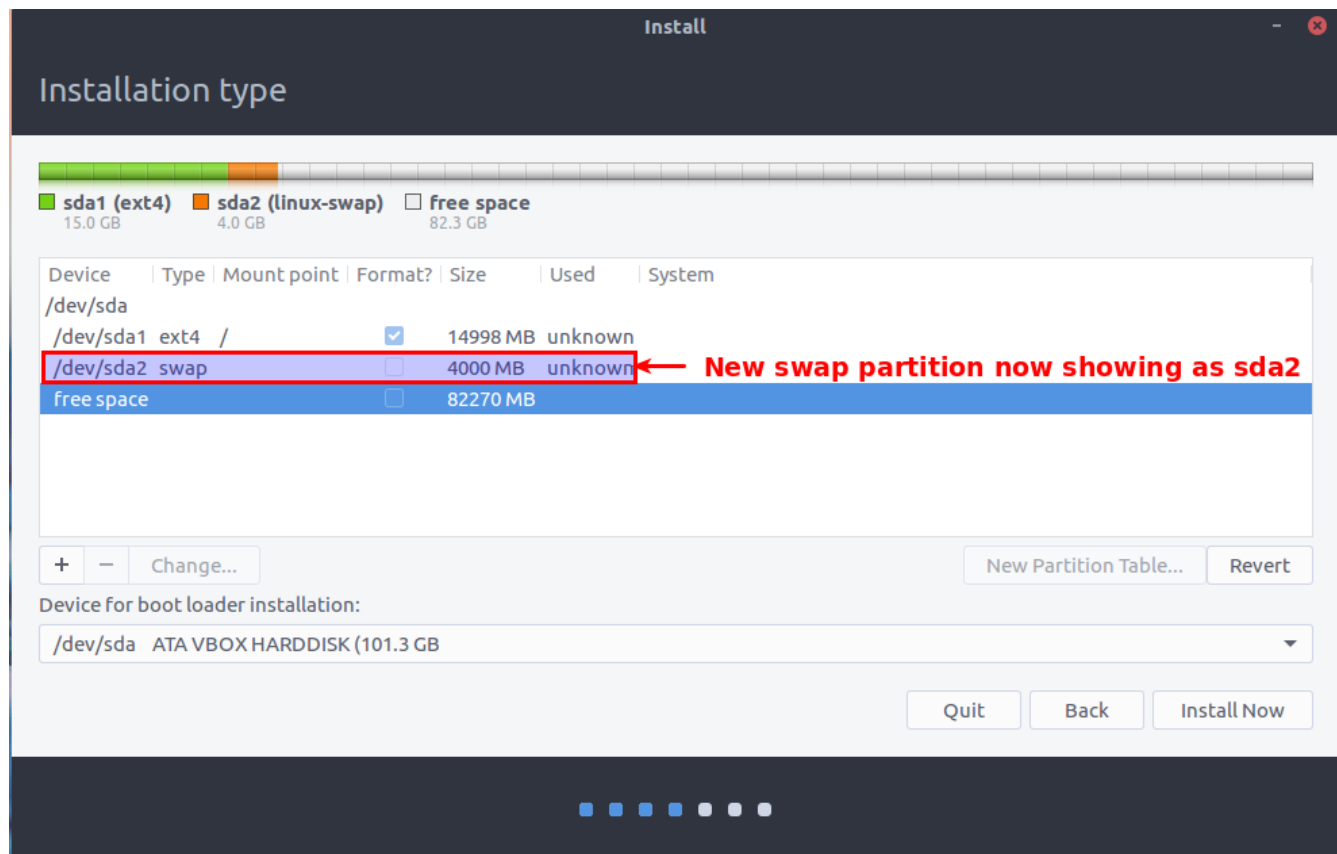 Install
Installation type
sda1 (ext4) sda2 (linux-swap) free space
15.0 GB 4.0 GB 82.3 GB
Device Type Mount point Format? Size Used System
/dev/sda
/dev/sda1 ext4 / 14998 MB unknown
/dev/sda2 swap 4000 MB unknown New swap partition now showing as sda2
free space 82270 MB
+ − Change... New Partition Table... Revert
Device for boot loader installation:
/dev/sda ATA VBOX HARDDISK (101.3 GB
Quit Back Install Now